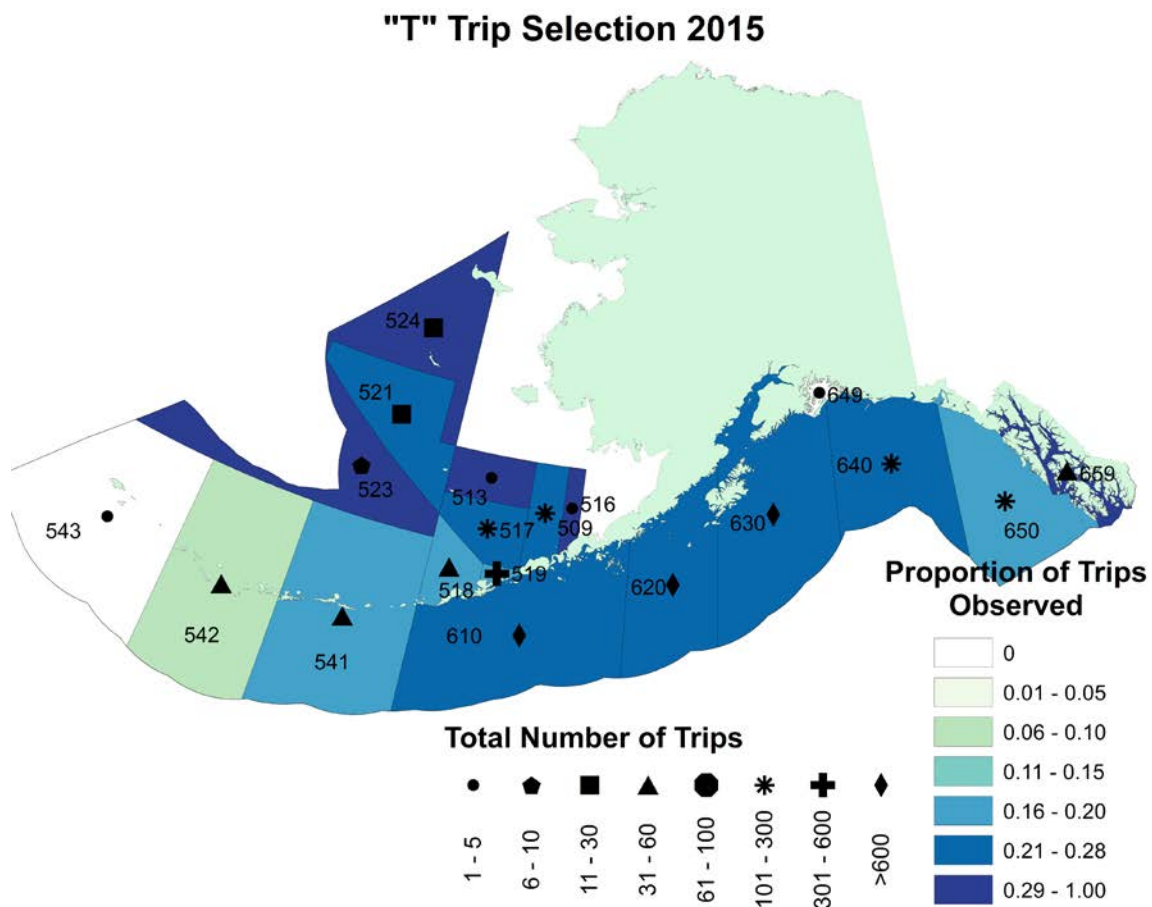 "T" Trip Selection 2015
524
521
649
523
513
516
640
659
543
517
509
630
650
519
518
620
542
610
541
Proportion of Trips
Observed
0
0.01 - 0.05
0.06 - 0.10
0.11 - 0.15
0.16 - 0.20
0.21 - 0.28
0.29 - 1.00
Total Number of Trips
1 - 5
6 - 10
11 - 30
31 - 60
61 - 100
101 - 300
301 - 600
>600